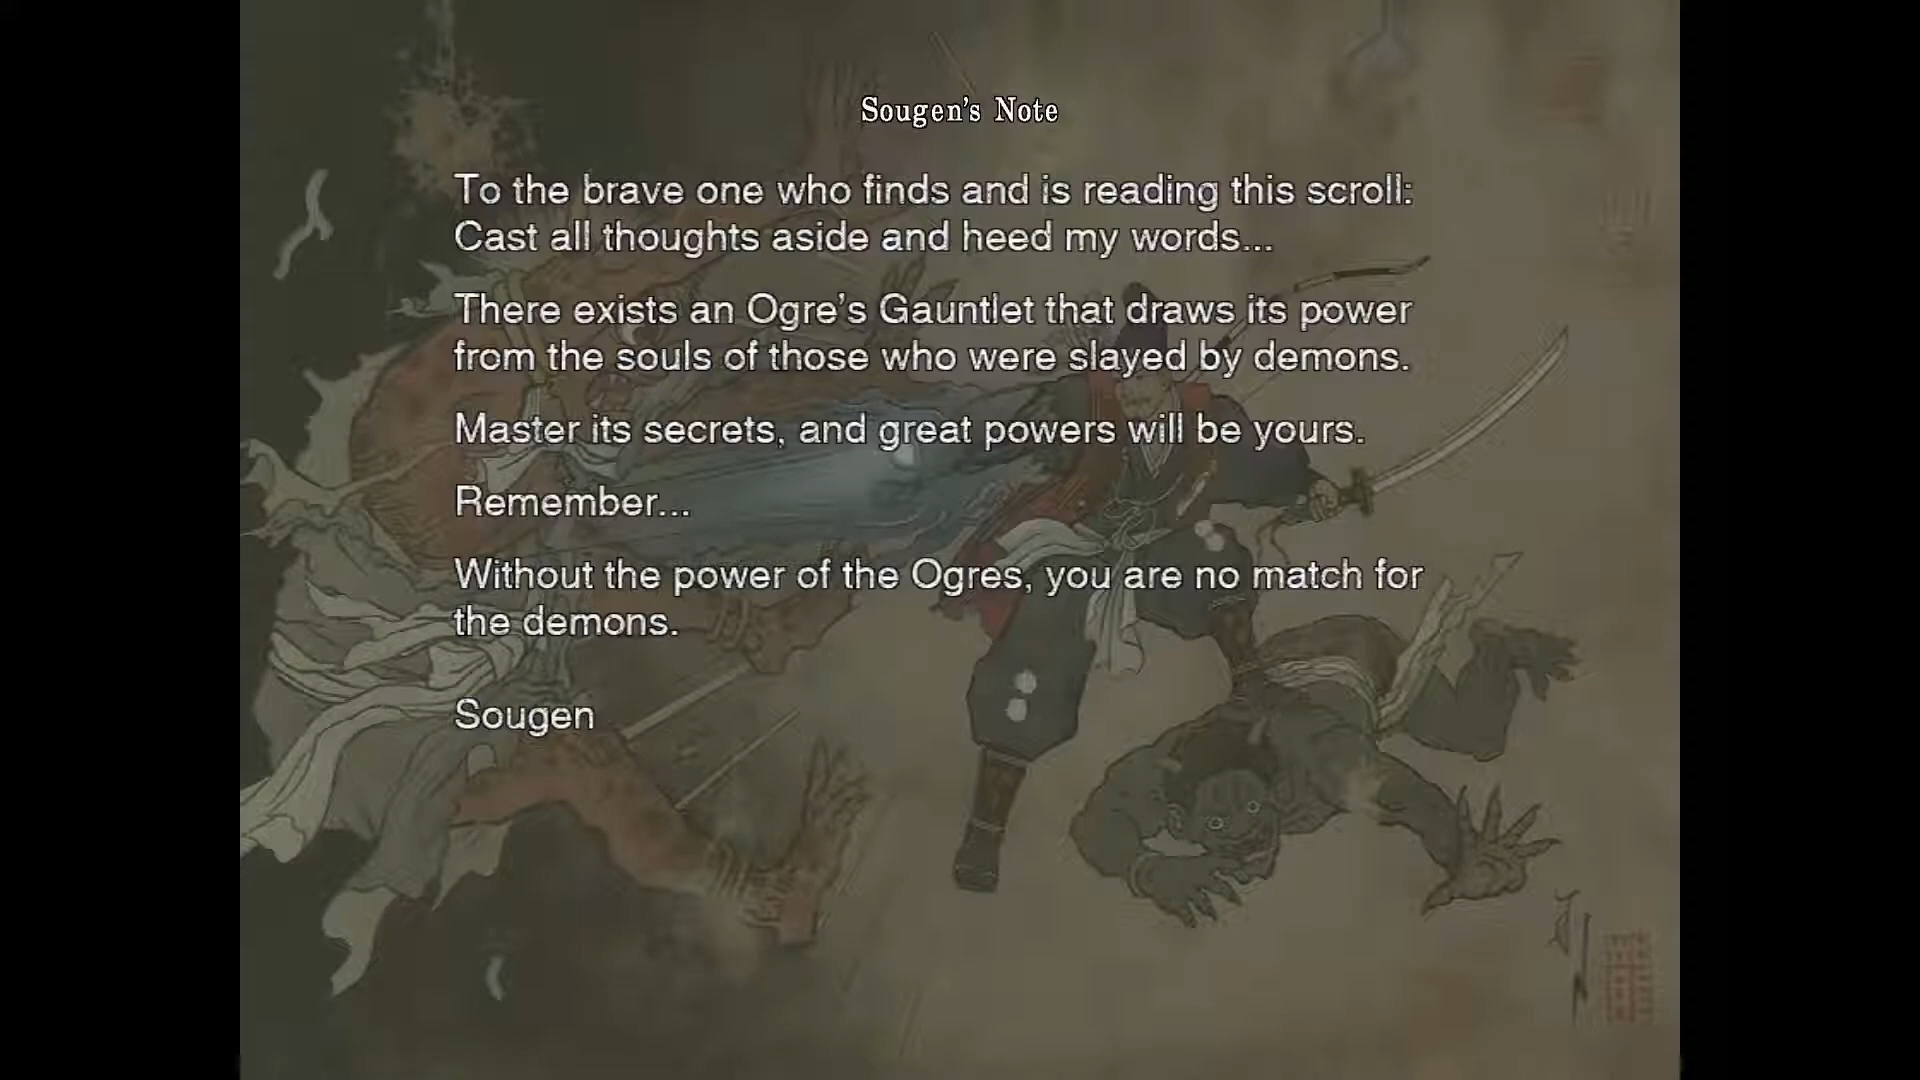 Sougen's Note
To the brave one who finds and is reading this scroll:
Cast all thoughts aside and heed my words...
There exists an Ogre's Gauntlet that draws its power
from the souls of those who were slayed by demons.
Master its secrets, and great powers will be yours.
Remember...
Without the power of the Ogres, you are no match for
the demons.
Sougen